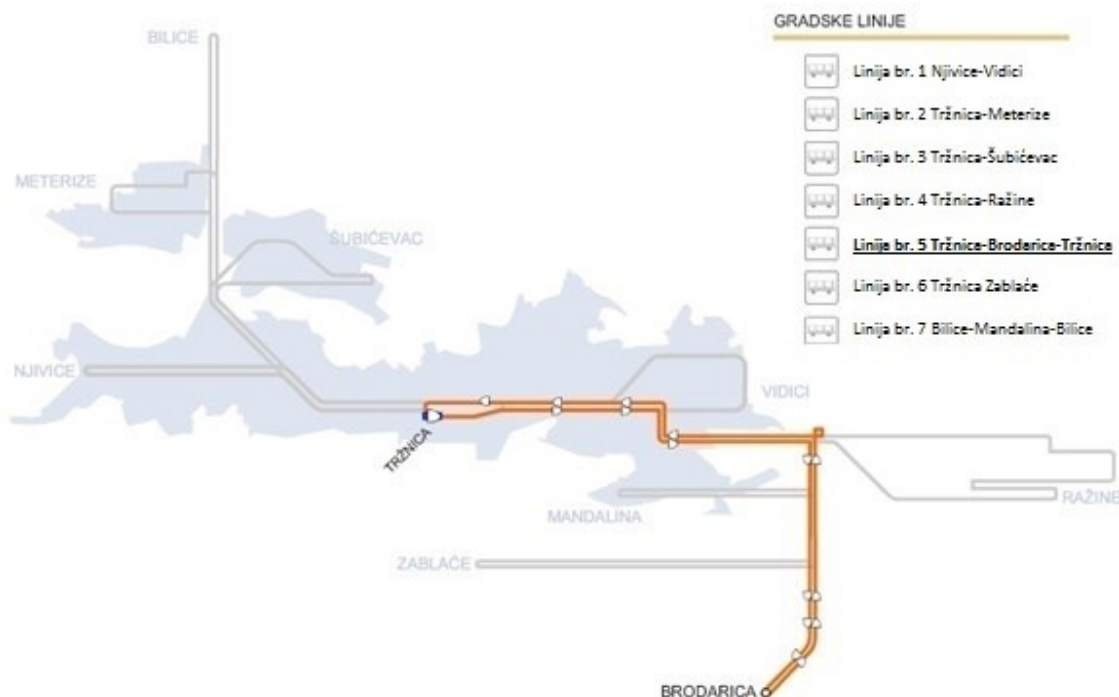 GRADSKE LINIJE
BILICE
Linija br. 1 Njivice-Vidici
Linija br. 2 Tržnica-Meterize
Linija br. 3 Tržnica-Šubićevac
METERIZE
Linija br. 4 Tržnica-Ražine
ŠUBIĆEVAC
Linija br. 5 Tržnica-Brodarica-Tržnica
Linija br. 6 Tržnica Zablaće
Linija br. 7 Bilice-Mandalina-Bilice
NJIVICE
VIDICI
TRŽNICA
RAŽINE
MANDALINA
ZABLAĆE
BRODARICA